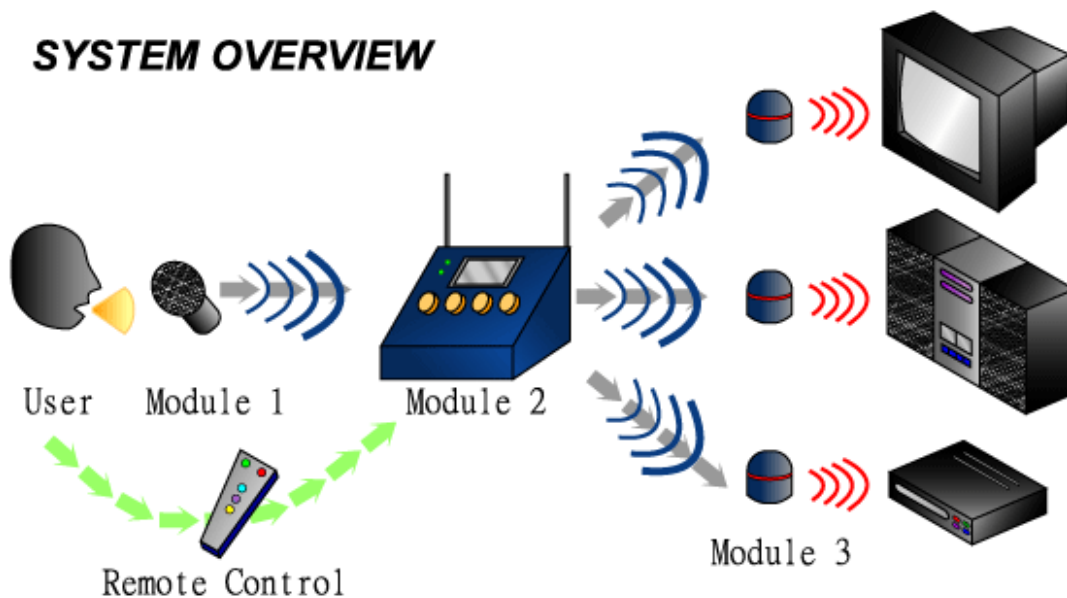 SYSTEM OVERVIEW
User
Module 1
Module 2
Remote Control
Module 3